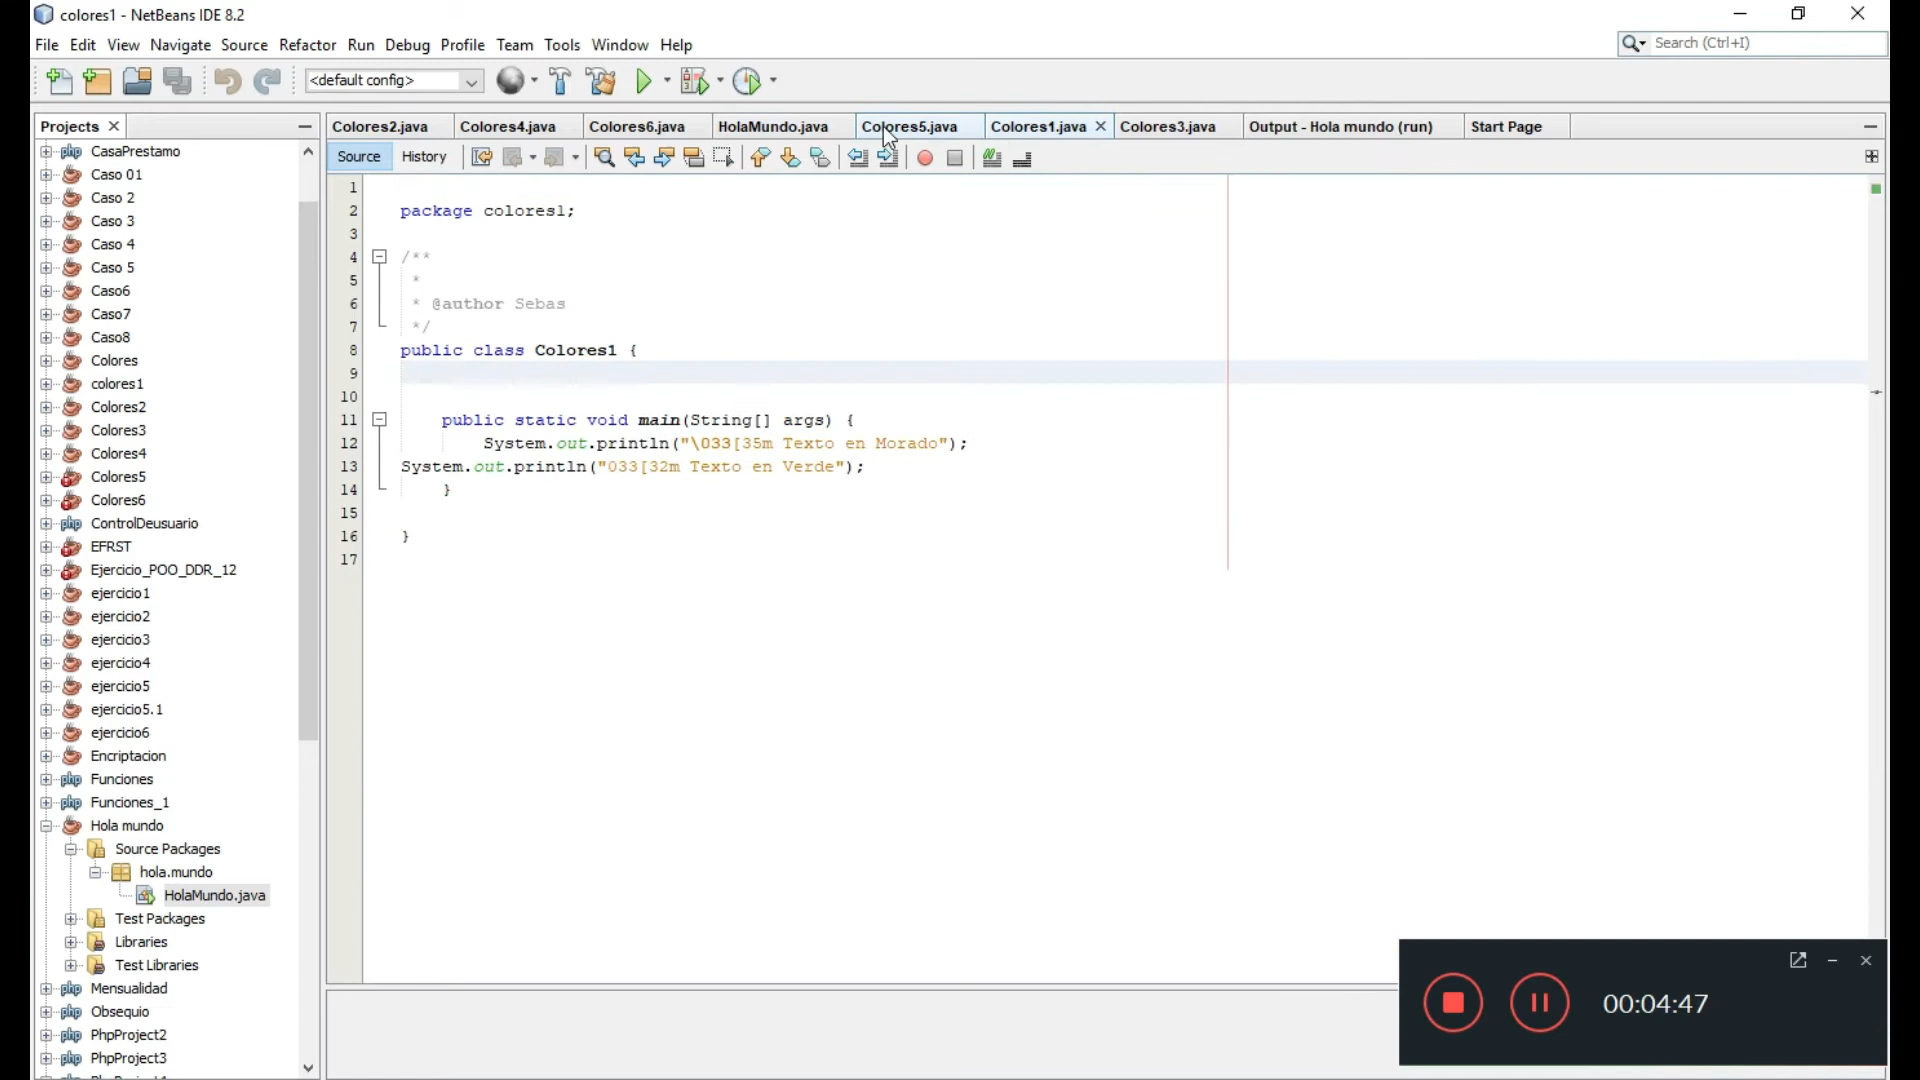 colores1 - NetBeans IDE 8.2
File Edit View Navigate Source Refactor Run Debug Profile Team Tools Window Help
Search (Ctrl+I)
<default config>
Projects
Colores2.java Colores4.java Colores6.java HolaMundo.java Colores5.java Colores1.java Colores3.java Output - Hola mundo (run) Start Page
Source History
CasaPrestamo
Caso 01
Caso 2
Caso 3
Caso 4
Caso 5
Caso6
Caso7
Caso8
Colores
colores1
Colores2
Colores3
Colores4
Colores5
Colores6
ControlDeusuario
EFRST
Ejercicio_POO_DDR_12
ejercicio1
ejercicio2
ejercicio3
ejercicio4
ejercicio5
ejercicio5.1
ejercicio6
Encriptacion
Funciones
Funciones_1
Hola mundo
Source Packages
hola.mundo
HolaMundo.java
Test Packages
Libraries
Test Libraries
Mensualidad
Obsequio
PhpProject2
PhpProject3
1
2 package colores1;
3
4 /**
5 *
6 * @author Sebas
7 */
8 public class Colores1 {
9
10
11 public static void main(String[] args) {
12 System.out.println("\033[35m Texto en Morado");
13 System.out.println("033[32m Texto en Verde");
14 }
15
16 }
17
00:04:47